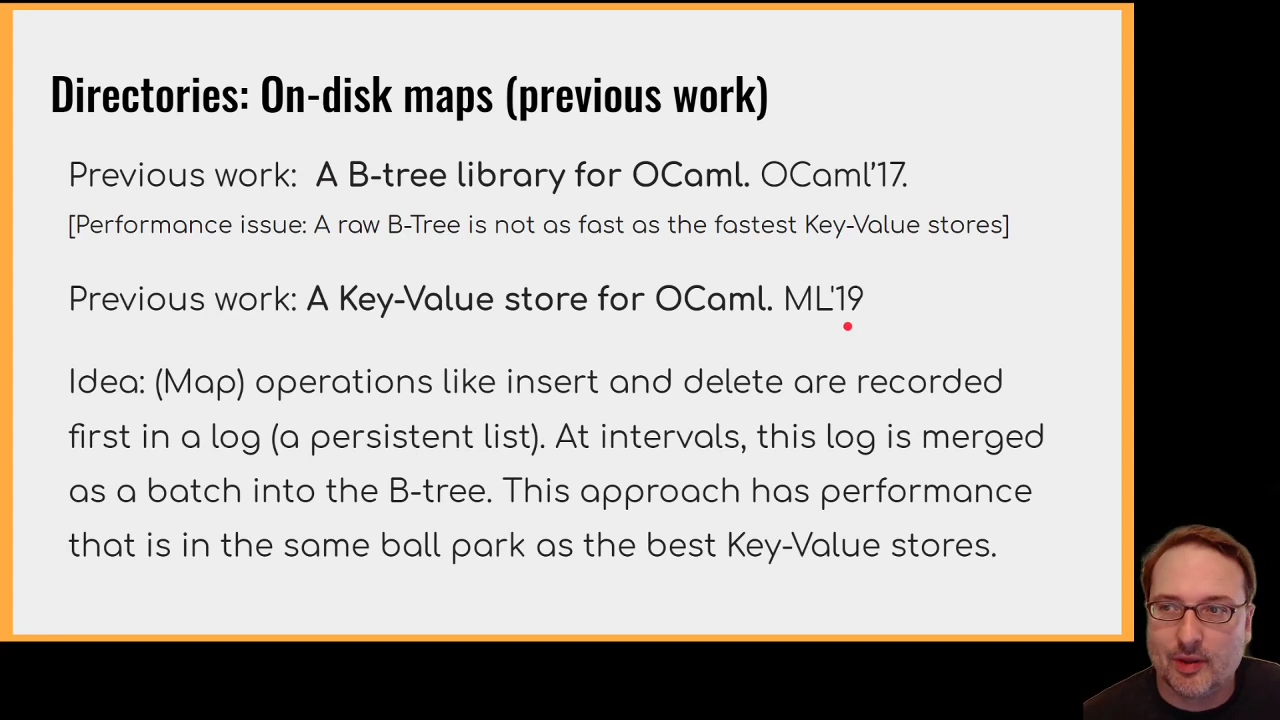 Directories: On-disk maps (previous work)
Previous work: A B-tree library for OCaml. OCaml’17.
[Performance issue: A raw B-Tree is not as fast as the fastest Key-Value stores]
Previous work: A Key-Value store for OCaml. ML'19
Idea: (Map) operations like insert and delete are recorded
first in a log (a persistent list). At intervals, this log is merged
as a batch into the B-tree. This approach has performance
that is in the same ball park as the best Key-Value stores.